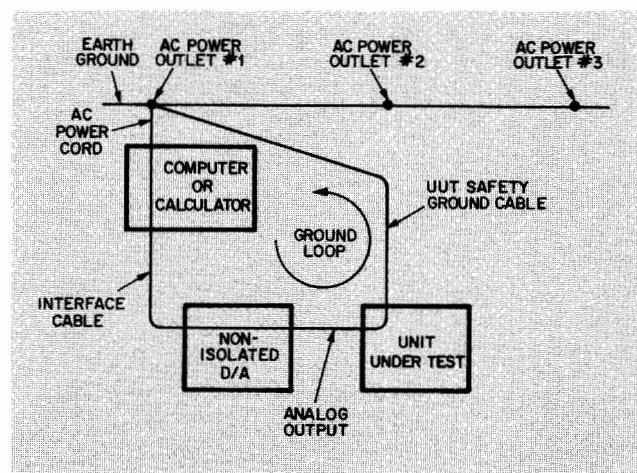 EARTH
GROUND
AC POWER
OUTLET #1
AC POWER
OUTLET #2
AC POWER
OUTLET #3
AC
POWER
CORD
COMPUTER
OR
CALCULATOR
UUT SAFETY
GROUND CABLE
GROUND
LOOP
INTERFACE
CABLE
NON-
ISOLATED
D/A
UNIT
UNDER TEST
ANALOG
OUTPUT